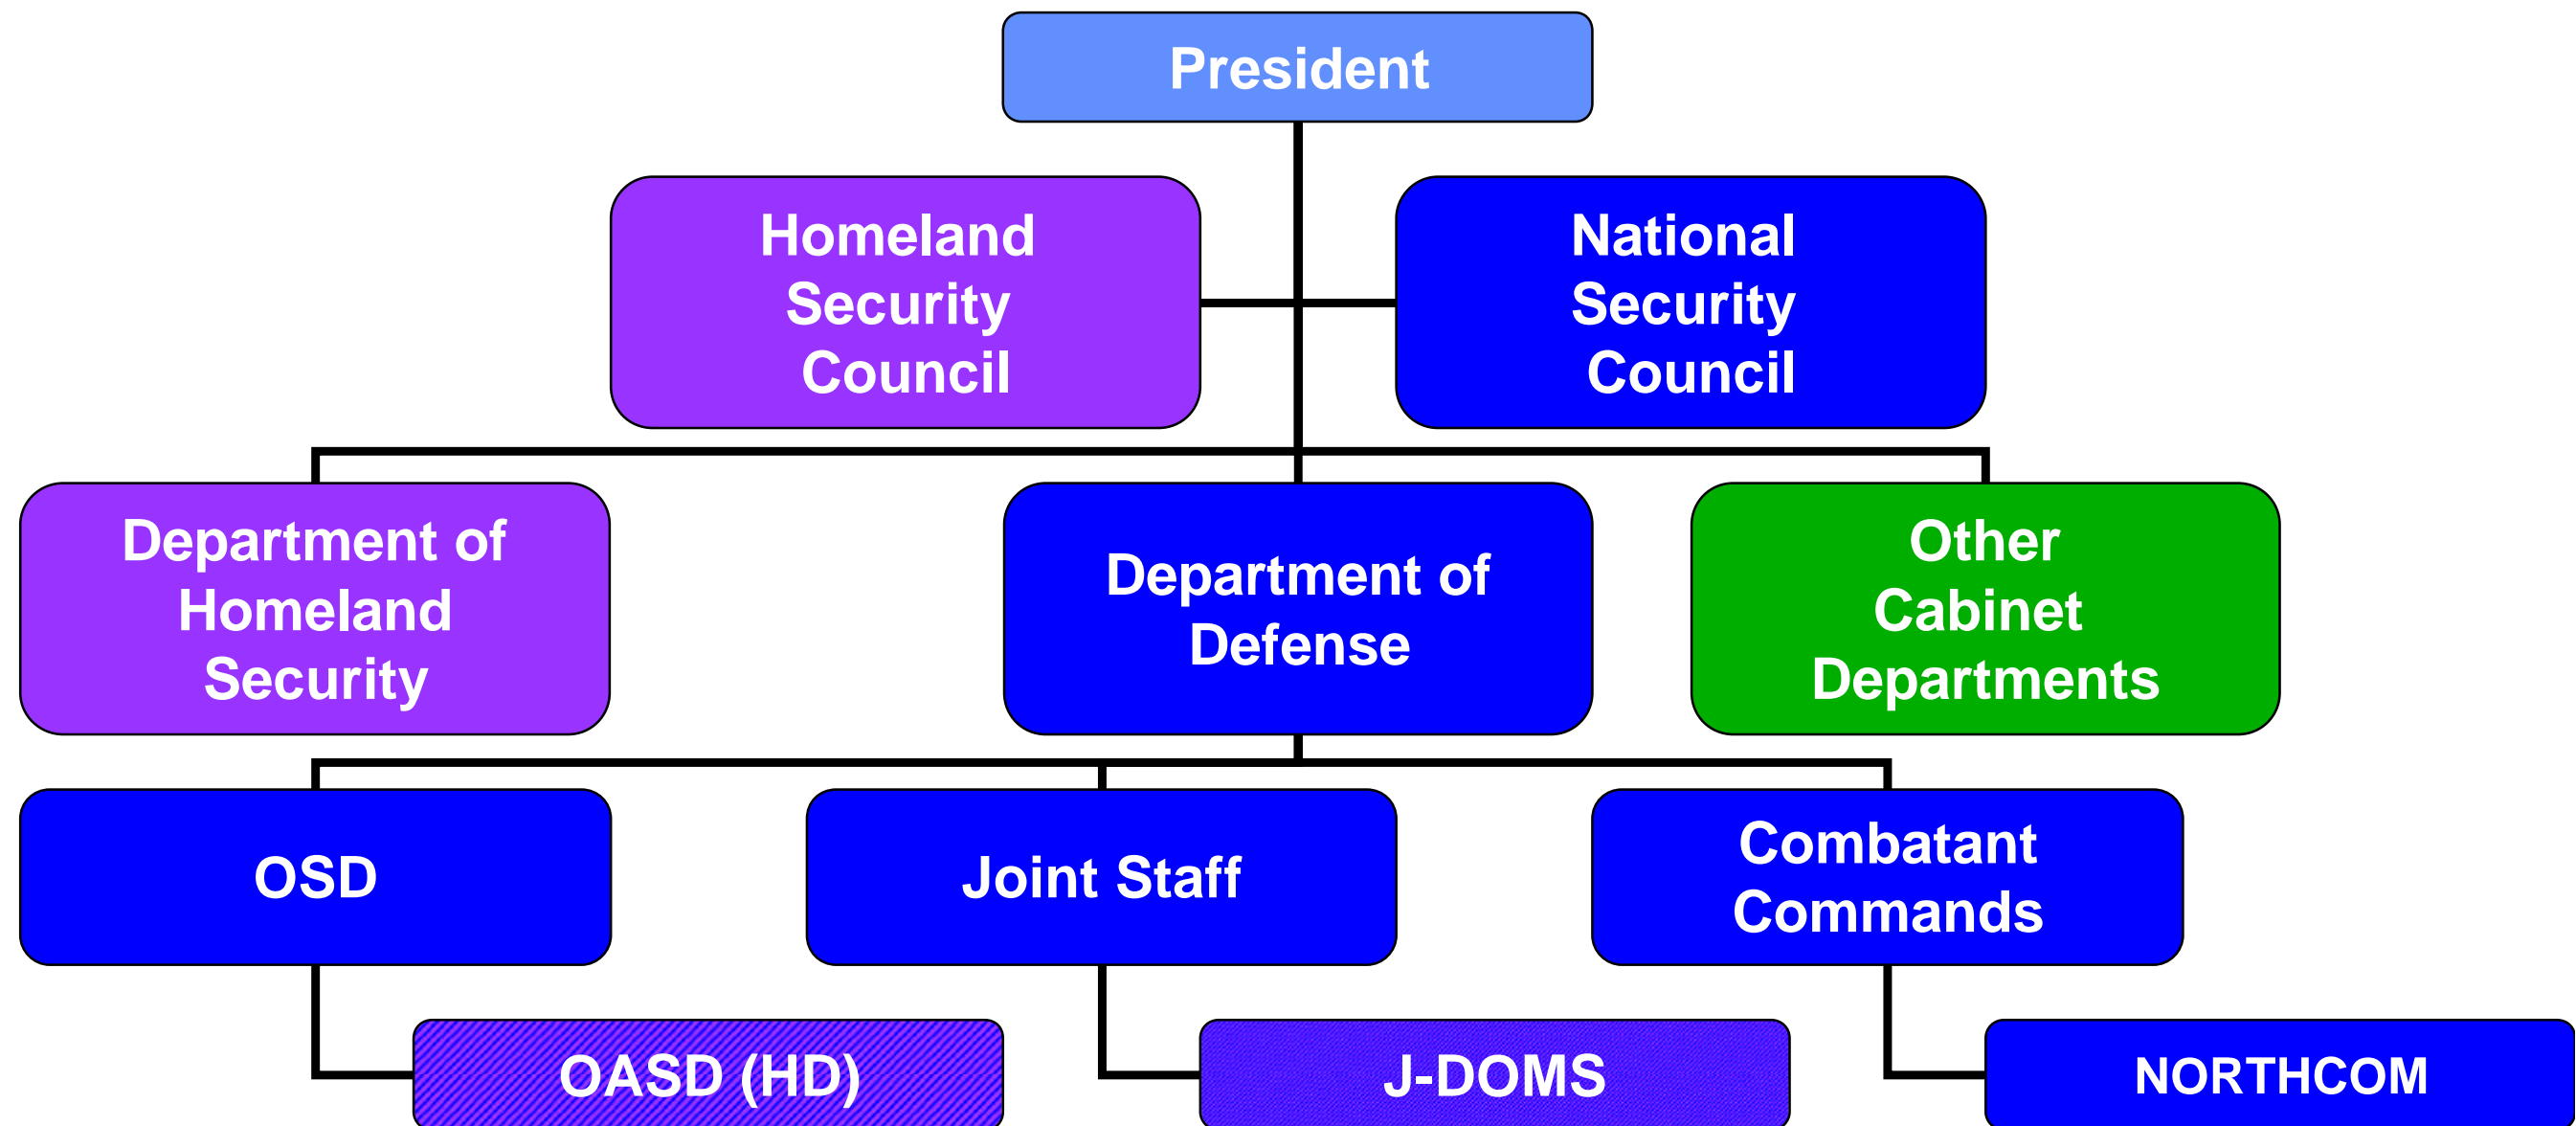 President
Homeland
Security
Council
National
Security
Council
Department of
Homeland
Security
Department of
Defense
Other
Cabinet
Departments
OSD
Joint Staff
Combatant
Commands
OASD (HD)
J-DOMS
NORTHCOM